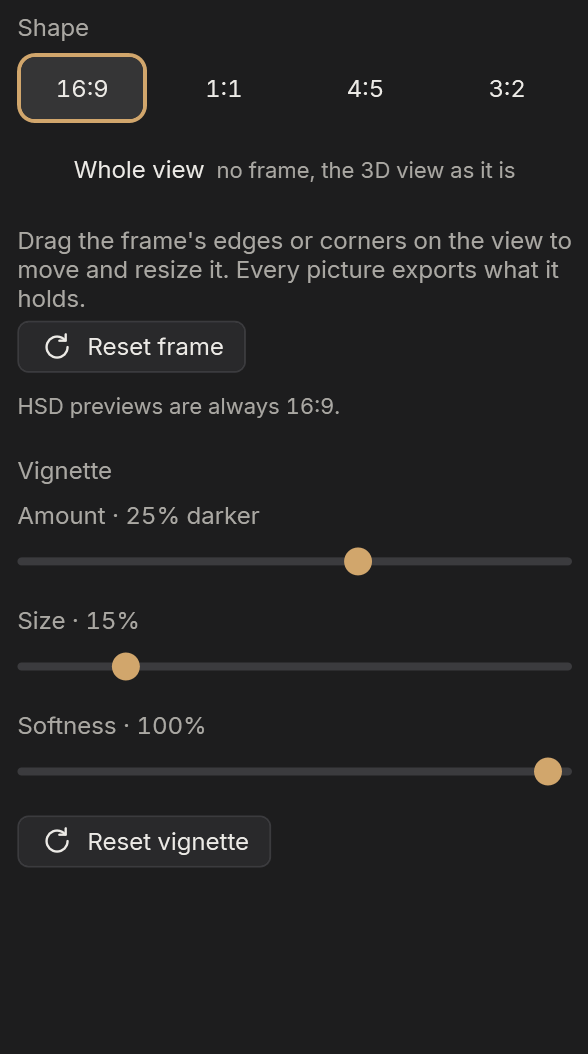 Shape
16:9 1:1 4:5 3:2
Whole view no frame, the 3D view as it is
Drag the frame's edges or corners on the view to
move and resize it. Every picture exports what it
holds.
Reset frame
HSD previews are always 16:9.
Vignette
Amount · 25% darker
Size · 15%
Softness · 100%
Reset vignette